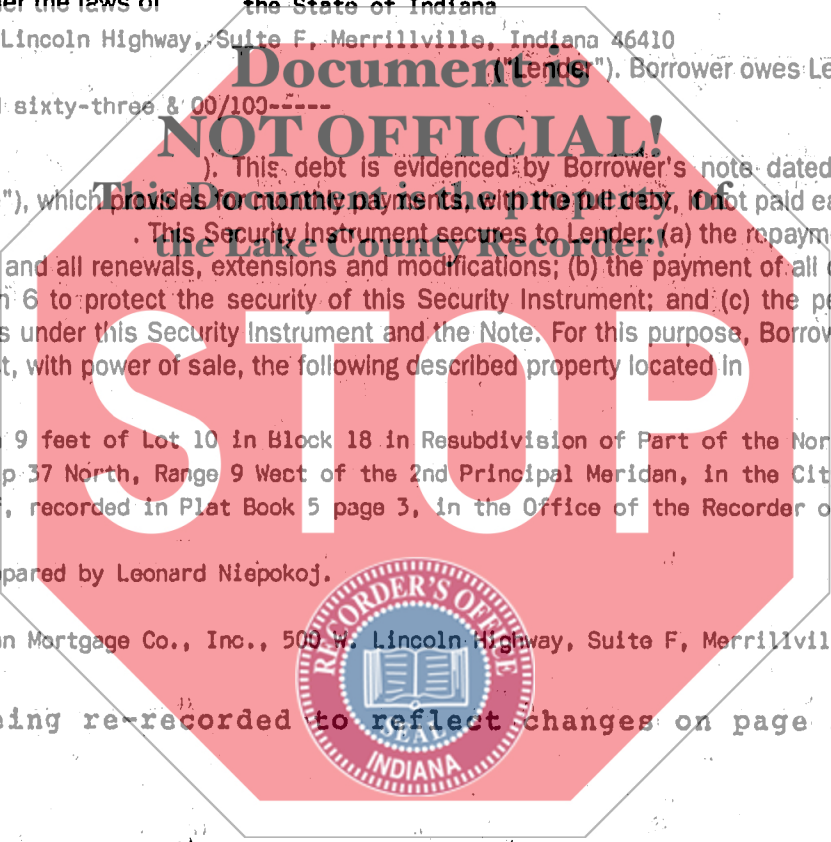 er the laws of the State of Indiana
Lincoln Highway, Suite F, Merrillville, Indiana 46410
Document is
("Lender"). Borrower owes Le
sixty-three & 00/100-----
NOT OFFICIAL!
). This debt is evidenced by Borrower's note dated
"), which provides for monthly payments, with the full debt, if not paid ea
This Document is the property of
. This Security Instrument secures to Lender: (a) the repaym
the Lake County Recorder!
and all renewals, extensions and modifications; (b) the payment of all
6 to protect the security of this Security Instrument; and (c) the pe
s under this Security Instrument and the Note. For this purpose, Borrow
t, with power of sale, the following described property located in
STOP
9 feet of Lot 10 in Block 18 in Resubdivision of Part of the Nor
p 37 North, Range 9 West of the 2nd Principal Meridan, in the Cit
, recorded in Plat Book 5 page 3, in the Office of the Recorder o
pared by Leonard Niepokoj.
RECORDER'S OFFICE
an Mortgage Co., Inc., 500 W. Lincoln Highway, Suite F, Merrillvil
eing re-recorded to reflect changes on page
SEAL
INDIANA